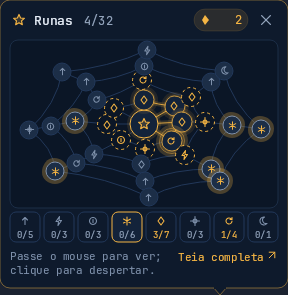 Runas 4/32 2
0/5 0/3 0/3 0/6 3/7 0/3 1/4 0/1
Passe o mouse para ver; Teia completa
clique para despertar.